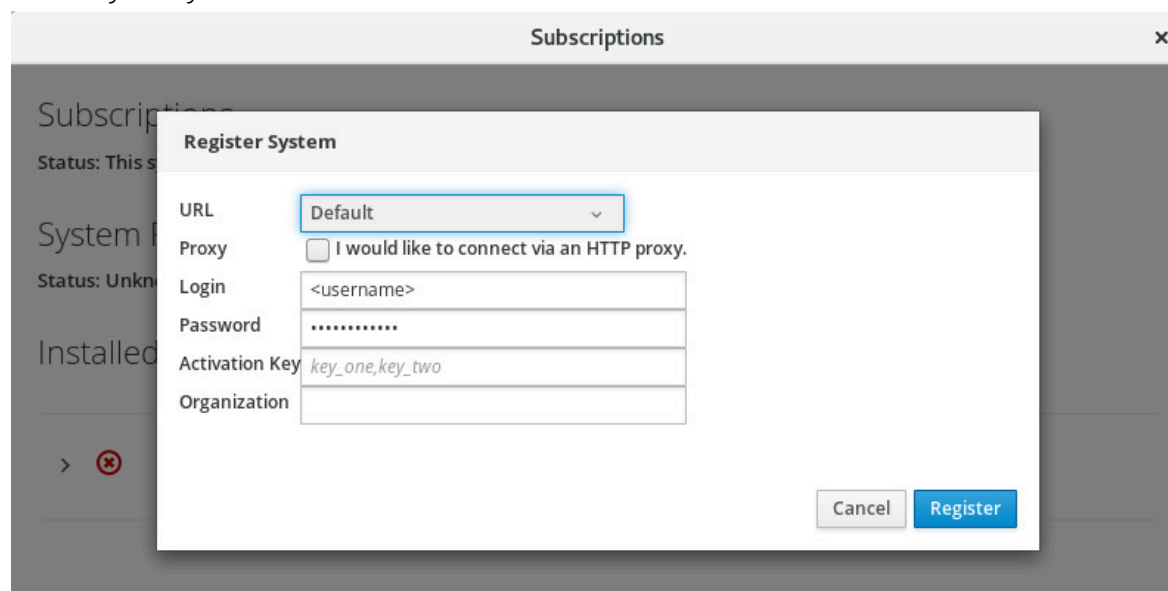 Subscriptions
Subscriptions
Status: This s
Register System
URL
Default
System
Proxy
I would like to connect via an HTTP proxy.
Status: Unkn
Login
<username>
Password
••••••••••••
Installed
Activation Key
key_one,key_two
Organization
Cancel
Register